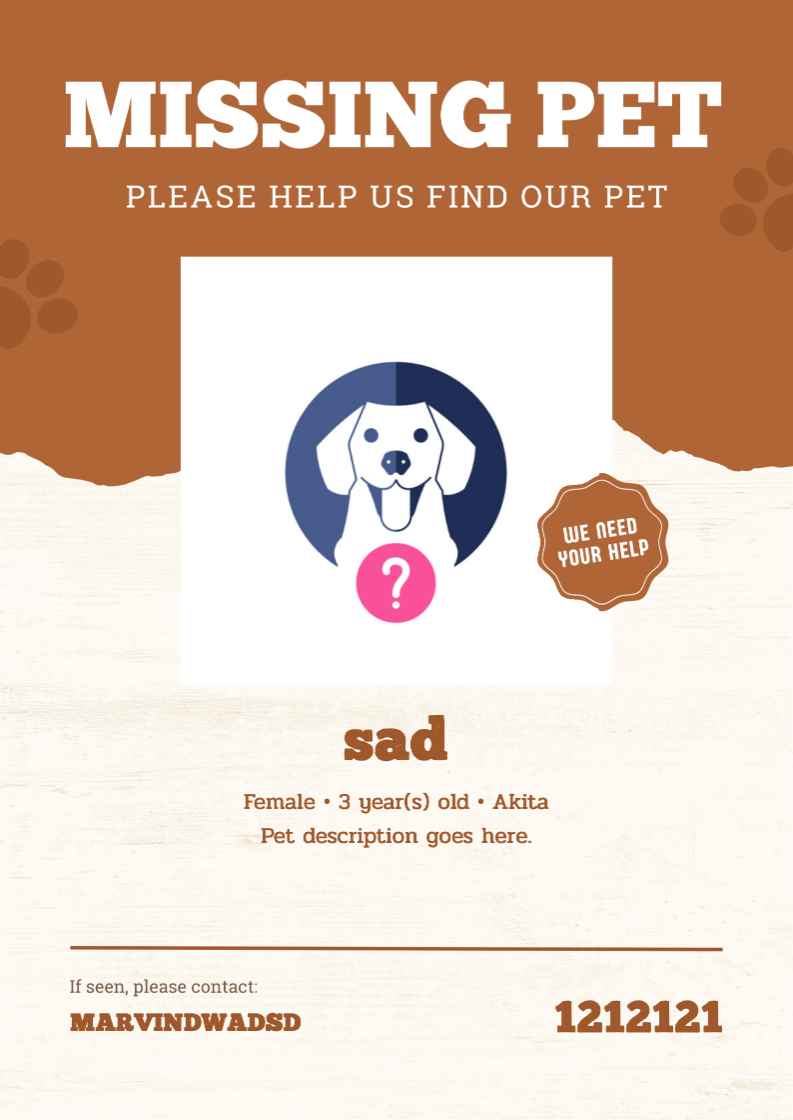 MISSING PET
PLEASE HELP US FIND OUR PET
?
WE NEED
YOUR HELP
sad
Female • 3 year(s) old • Akita
Pet description goes here.
If seen, please contact:
MARVINDWADSD
1212121